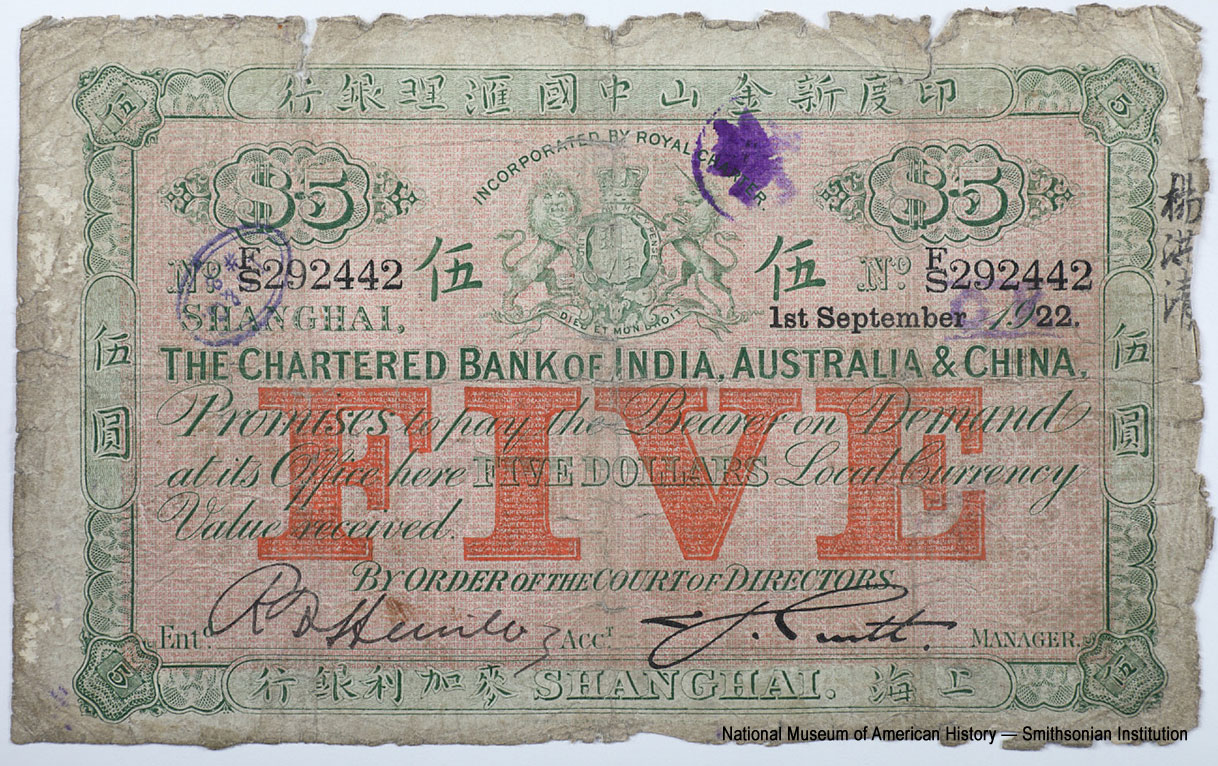 印度新金山中國滙理銀行
伍 5
INCORPORATED BY ROYAL CHARTER.
$5 $5
Nº F/S292442 伍 伍 Nº F/S292442
DIEU ET MON DROIT
SHANGHAI, 1st September 1922.
THE CHARTERED BANK OF INDIA, AUSTRALIA & CHINA,
FIVE
Promises to pay the Bearer on Demand
at its Office here FIVE DOLLARS Local Currency
Value received.
伍圓 伍圓
BY ORDER OF THE COURT OF DIRECTORS
Entd. Acct. MANAGER.
5 伍
上海 SHANGHAI. 麥加利銀行
National Museum of American History — Smithsonian Institution